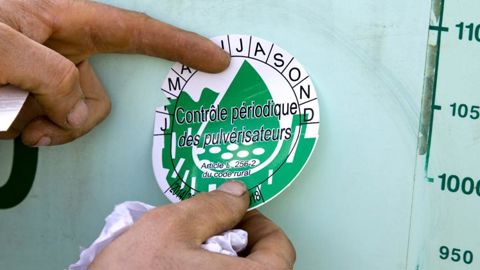 J M A M J J A S O N D
Contrôle périodique
des pulvérisateurs
Article L. 256-2
du code rural
1100
1050
1000
950